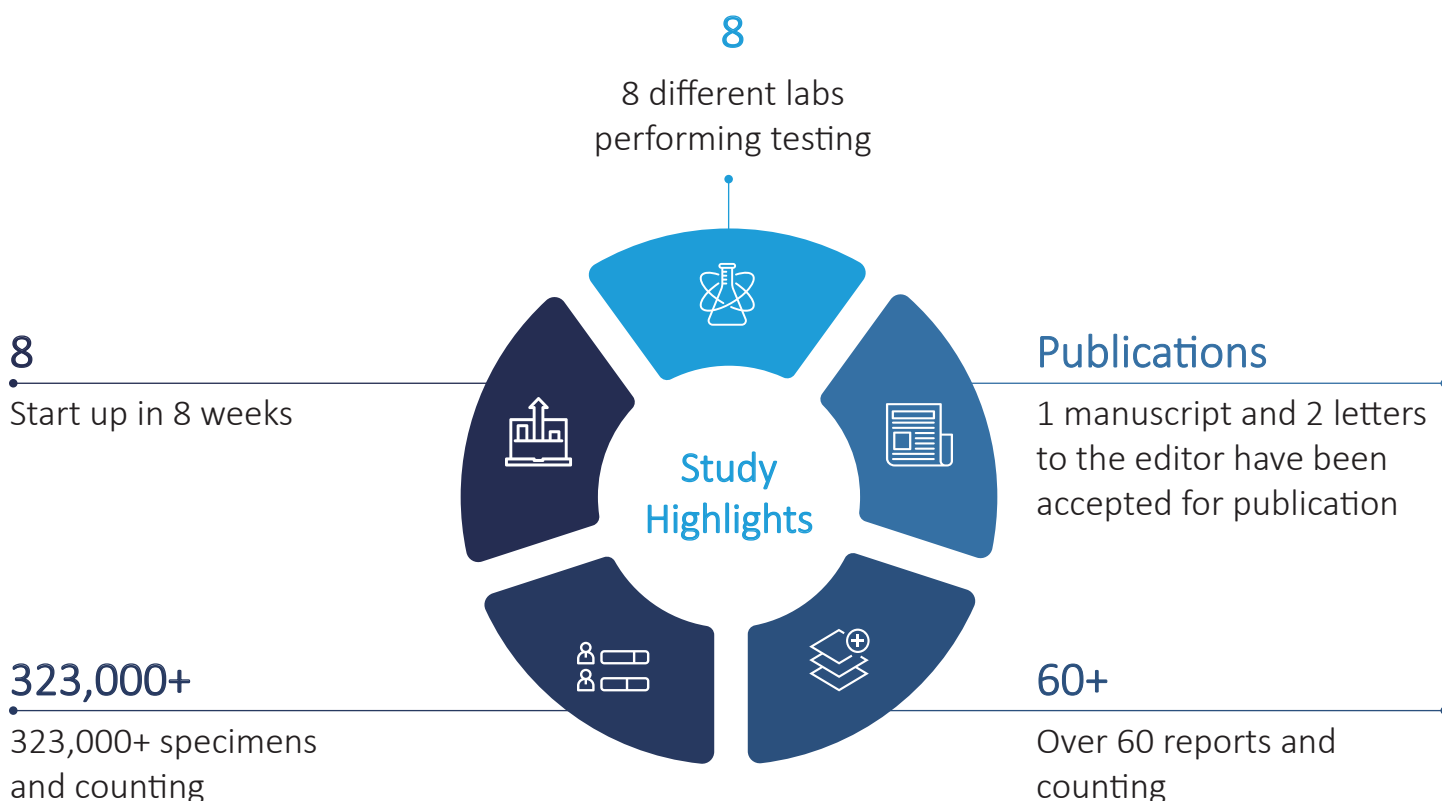 8
8 different labs
performing testing
8
Start up in 8 weeks
Publications
1 manuscript and 2 letters
to the editor have been
accepted for publication
Study
Highlights
323,000+
323,000+ specimens
and counting
60+
Over 60 reports and
counting